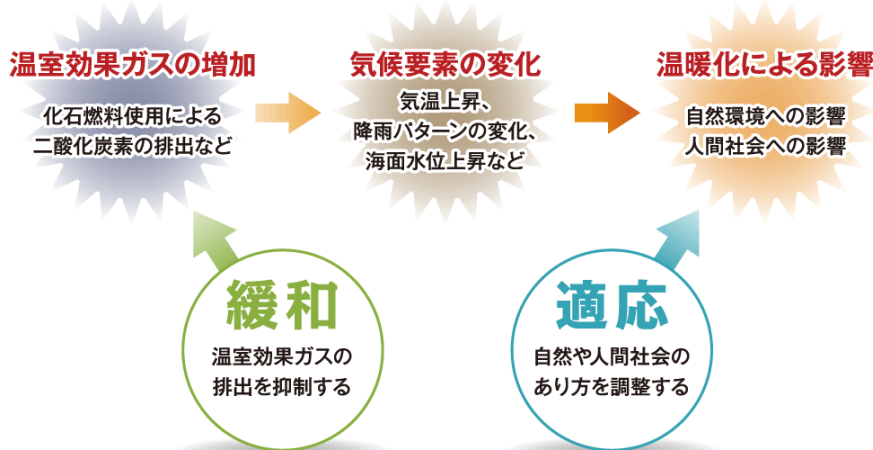 温室効果ガスの増加
化石燃料使用による
二酸化炭素の排出など
気候要素の変化
気温上昇、
降雨パターンの変化、
海面水位上昇など
温暖化による影響
自然環境への影響
人間社会への影響
緩和
温室効果ガスの
排出を抑制する
適応
自然や人間社会の
あり方を調整する